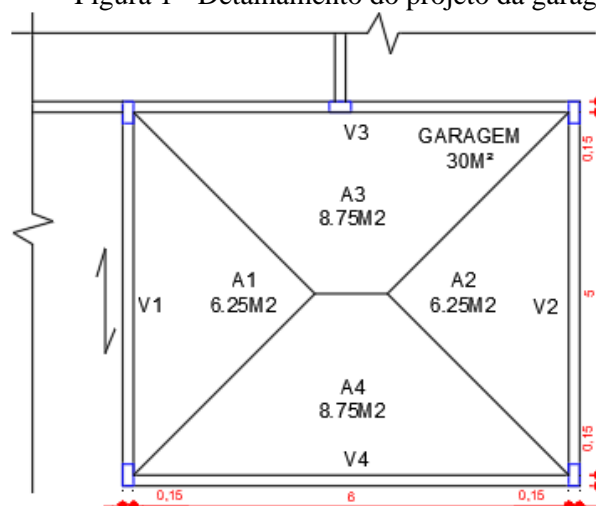 Figura 1 - Detalhamento do projeto da garag
V3
GARAGEM
30M²
A3
8.75M2
A1
6.25M2
A2
6.25M2
V1
V2
A4
8.75M2
V4
0,15
5
0,15
0,15
6
0,15